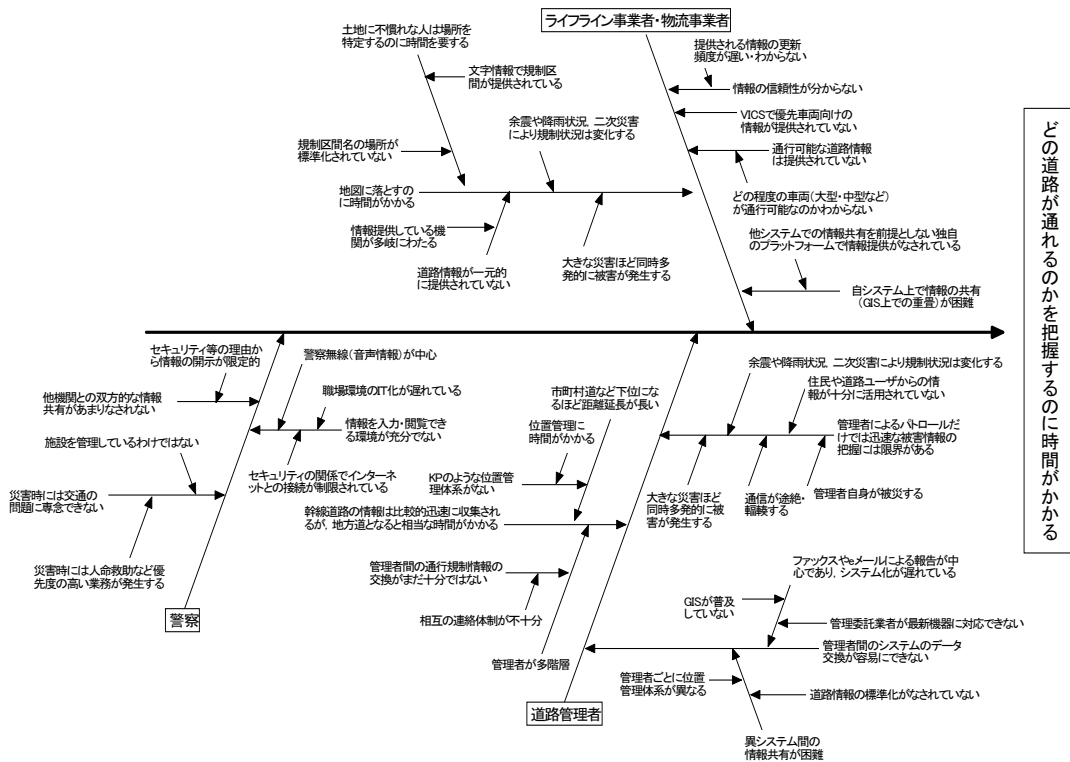 ライフライン事業者・物流事業者
土地に不慣れな人は場所を
特定するのに時間を要する
文字情報で規制区
間が提供されている
規制区間名の場所が
標準化されていない
地図に落とすの
に時間がかかる
余震や降雨状況,二次災害
により規制状況は変化する
情報提供している機
関が多岐にわたる
道路情報が一元的
に提供されていない
大きな災害ほど同時多
発的に被害が発生する
提供される情報の更新
頻度が遅い・わからない
情報の信頼性が分からない
VICSで優先車両向けの
情報が提供されていない
通行可能な道路情報
は提供されていない
どの程度の車両(大型・中型など)
が通行可能なのかわからない
他システムでの情報共有を前提としない独自
のプラットフォームで情報提供がなされている
自システム上で情報の共有
(GIS上での重畳)が困難
どの道路が通れるのかを把握するのに時間がかかる
セキュリティ等の理由か
ら情報の開示が限定的
他機関との双方的な情報
共有があまりなされない
警察無線(音声情報)が中心
職場環境のIT化が遅れている
情報を入力・閲覧でき
る環境が充分でない
セキュリティの関係でインターネ
ットとの接続が制限されている
施設を管理しているわけではない
災害時には交通の
問題に専念できない
災害時には人命救助など優
先度の高い業務が発生する
警察
市町村道など下位にな
るほど距離延長が長い
位置管理に
時間がかかる
KPのような位置管
理体系がない
幹線道路の情報は比較的迅速に収集され
るが,地方道となると相当な時間がかかる
管理者間の通行規制情報の
交換がまだ十分ではない
相互の連絡体制が不十分
管理者が多階層
道路管理者
余震や降雨状況,二次災害により規制状況は変化する
住民や道路ユーザからの情
報が十分に活用されていない
管理者によるパトロールだ
けでは迅速な被害情報の
把握には限界がある
大きな災害ほど
同時多発的に被
害が発生する
通信が途絶・
輻輳する
管理者自身が被災する
ファックスやeメールによる報告が中
心であり,システム化が遅れている
GISが普及
していない
管理委託業者が最新機器に対応できない
管理者間のシステムのデータ
交換が容易にできない
管理者ごとに位置
管理体系が異なる
道路情報の標準化がなされていない
異システム間の
情報共有が困難